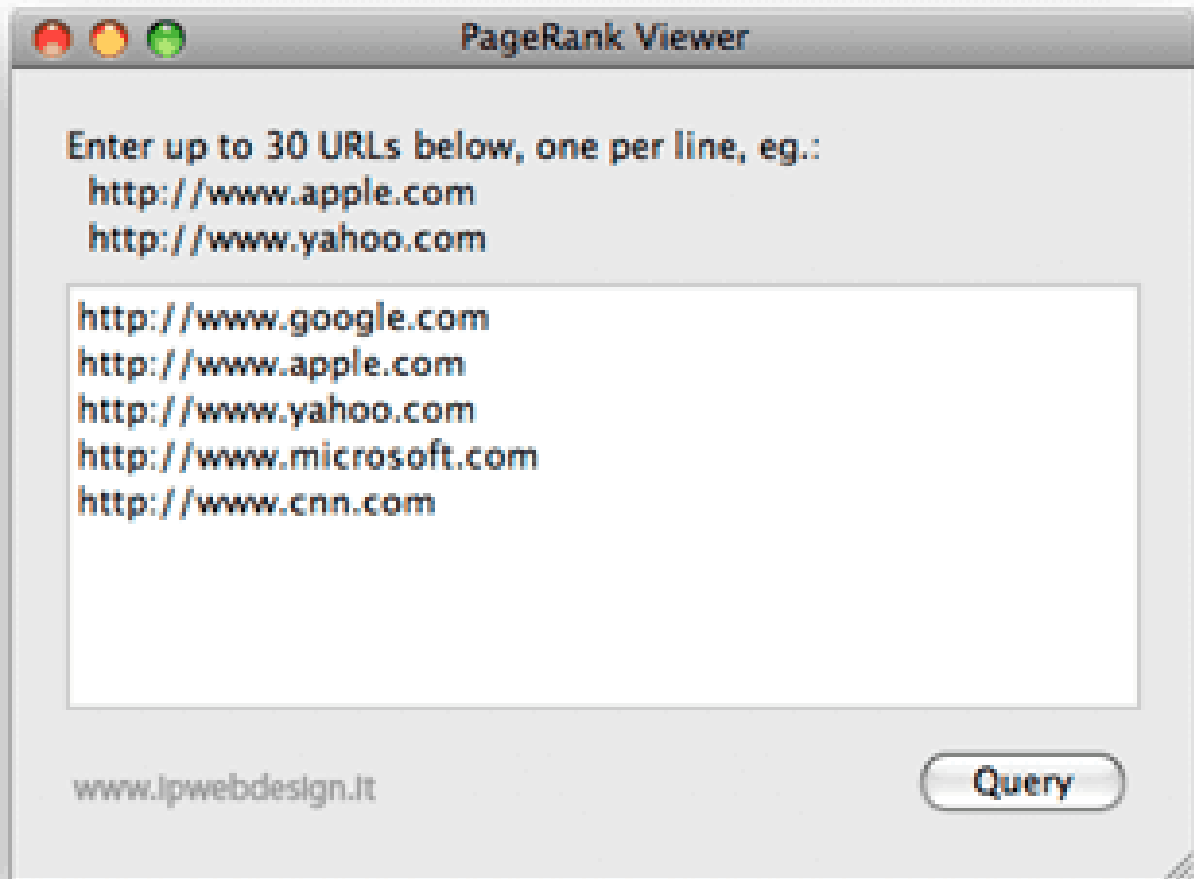 PageRank Viewer
Enter up to 30 URLs below, one per line, eg.:
http://www.apple.com
http://www.yahoo.com
http://www.google.com
http://www.apple.com
http://www.yahoo.com
http://www.microsoft.com
http://www.cnn.com
www.ipwebdesign.it
Query